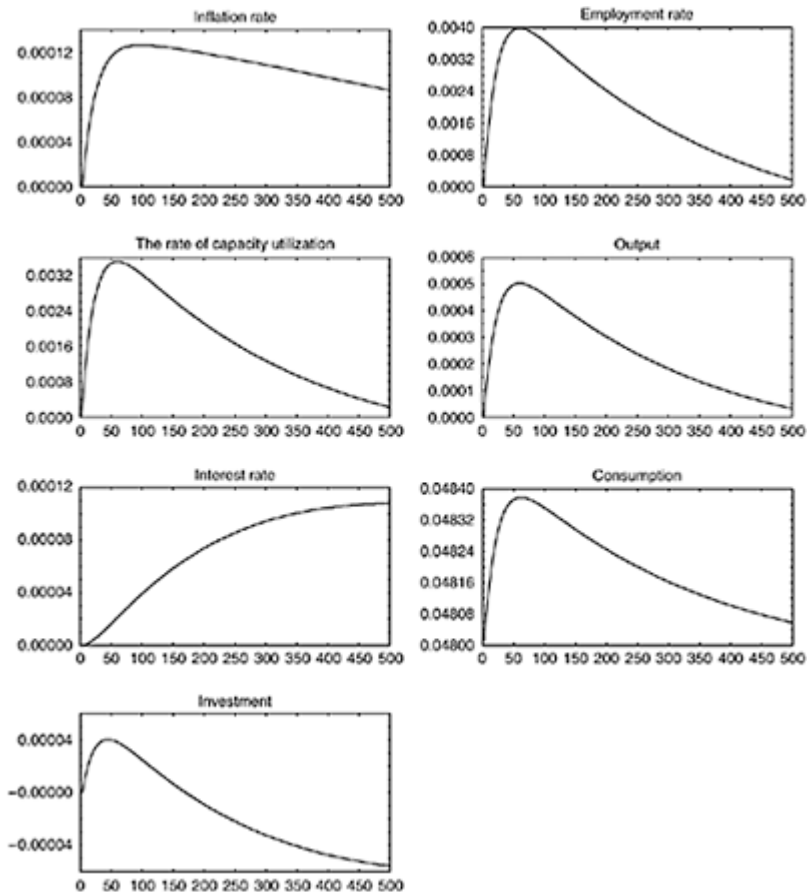 Inflation rate
0.00012
0.00008
0.00004
0.00000
0 50 100 150 200 250 300 350 400 450 500
Employment rate
0.0040
0.0032
0.0024
0.0016
0.0008
0.0000
0 50 100 150 200 250 300 350 400 450 500
The rate of capacity utilization
0.0032
0.0024
0.0016
0.0008
0.0000
0 50 100 150 200 250 300 350 400 450 500
Output
0.0006
0.0005
0.0004
0.0003
0.0002
0.0001
0.0000
0 50 100 150 200 250 300 350 400 450 500
Interest rate
0.00012
0.00008
0.00004
0.00000
0 50 100 150 200 250 300 350 400 450 500
Consumption
0.04840
0.04832
0.04824
0.04816
0.04808
0.04800
0 50 100 150 200 250 300 350 400 450 500
Investment
0.00004
−0.00000
−0.00004
0 50 100 150 200 250 300 350 400 450 500